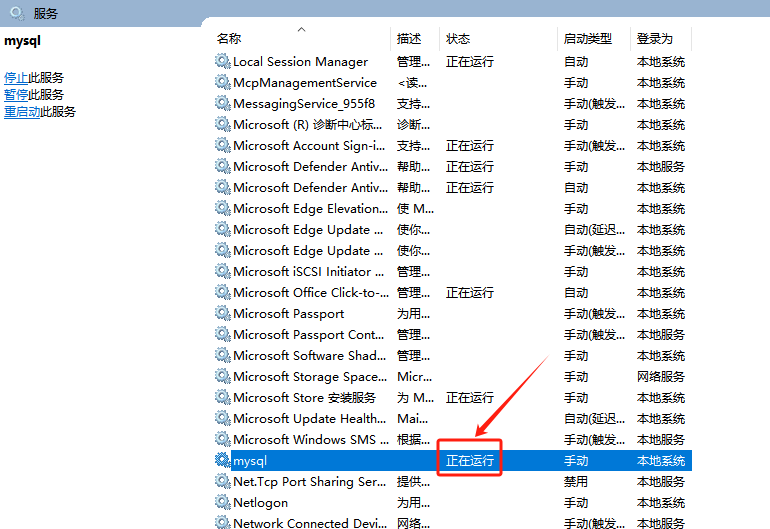 服务
mysql
停止此服务
暂停此服务
重启动此服务
名称 描述 状态 启动类型 登录为
Local Session Manager 管理... 正在运行 自动 本地系统
McpManagementService <读... 手动 本地系统
MessagingService_955f8 支持... 手动(触发... 本地系统
Microsoft (R) 诊断中心标... 诊断... 手动 本地系统
Microsoft Account Sign-i... 支持... 正在运行 手动(触发... 本地系统
Microsoft Defender Antiv... 帮助... 正在运行 手动 本地服务
Microsoft Defender Antiv... 帮助... 正在运行 自动 本地系统
Microsoft Edge Elevation... 使 M... 手动 本地系统
Microsoft Edge Update ... 使你... 自动(延迟... 本地系统
Microsoft Edge Update ... 使你... 手动(触发... 本地系统
Microsoft iSCSI Initiator ... 管理... 手动 本地系统
Microsoft Office Click-to-... 管理... 正在运行 自动 本地系统
Microsoft Passport 为用... 手动(触发... 本地系统
Microsoft Passport Cont... 管理... 手动(触发... 本地服务
Microsoft Software Shad... 管理... 手动 本地系统
Microsoft Storage Space... Micr... 手动 网络服务
Microsoft Store 安装服务 为 M... 正在运行 手动 本地系统
Microsoft Update Health... Mai... 自动(延迟... 本地系统
Microsoft Windows SMS ... 根据... 手动(触发... 本地服务
mysql 正在运行 手动 本地系统
Net.Tcp Port Sharing Ser... 提供... 禁用 本地服务
Netlogon 为用... 手动 本地系统
Network Connected Devi... 网络... 手动(触发... 本地服务